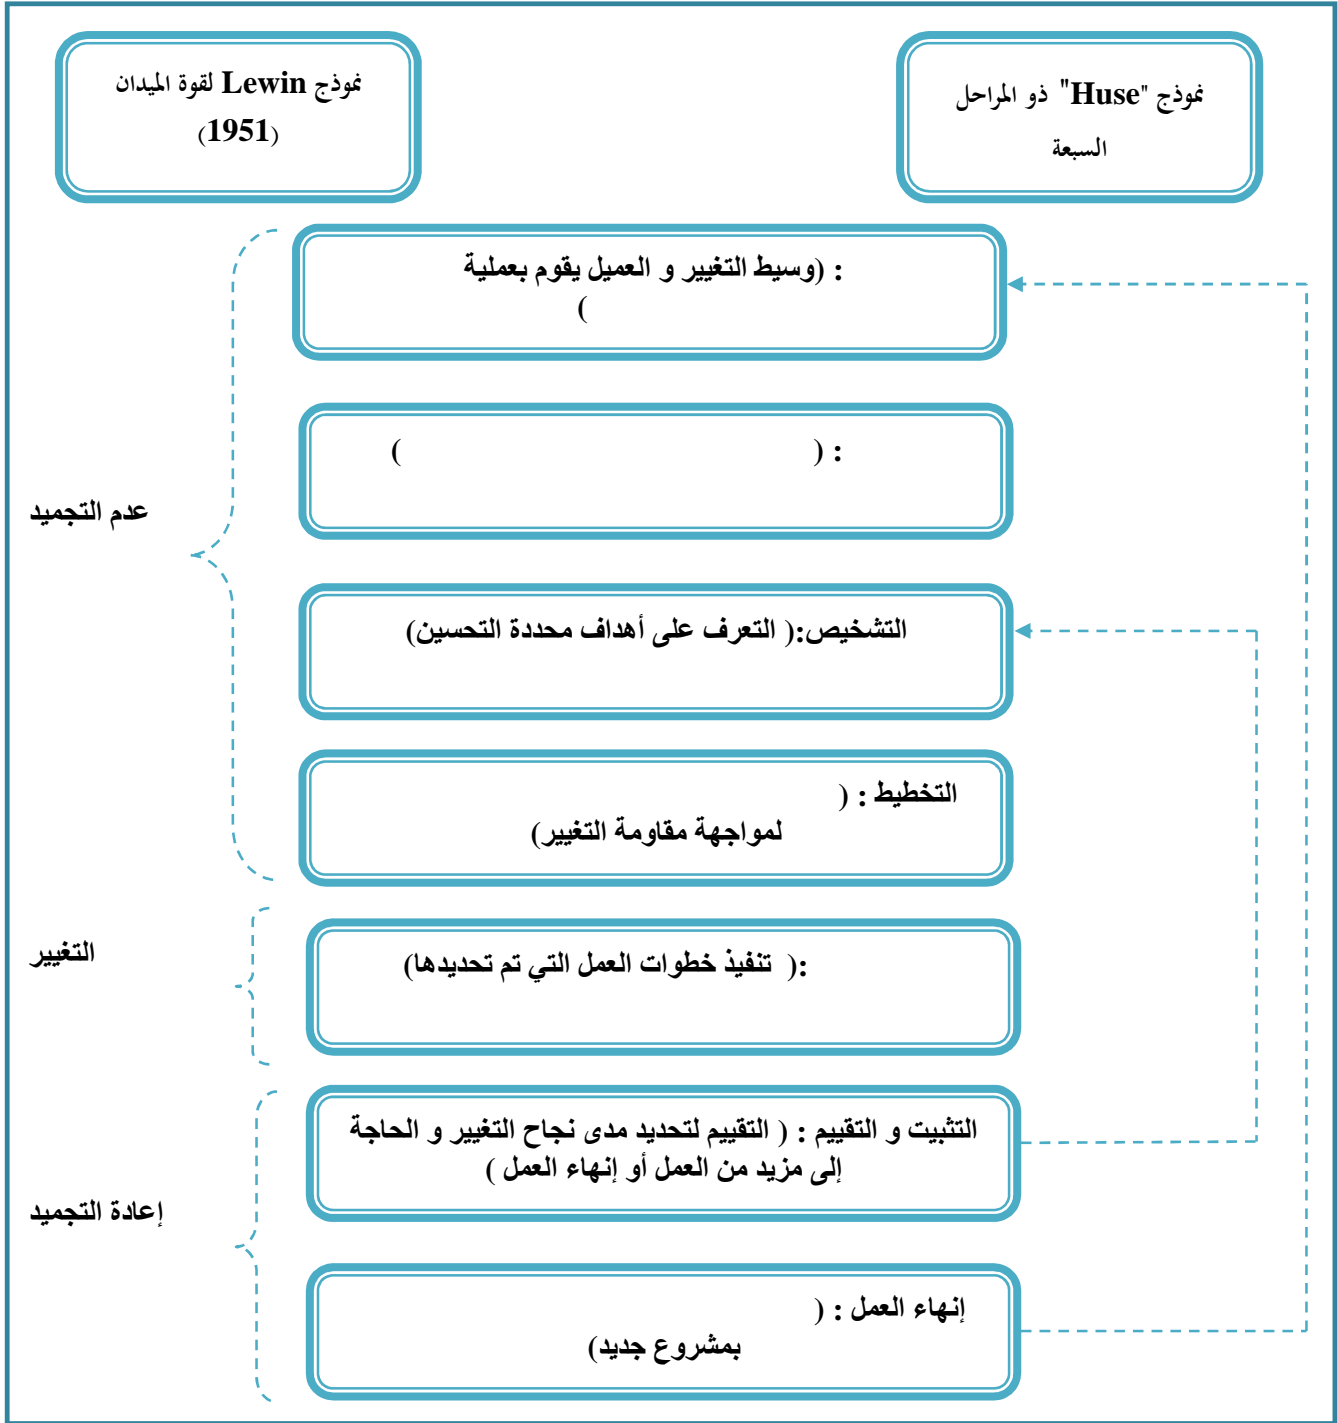 نموذج "Huse" ذو المراحل
السبعة
نموذج Lewin لقوة الميدان
(1951)
: (وسيط التغيير و العميل يقوم بعملية
)
: ( )
عدم التجميد
التشخيص:( التعرف على أهداف محددة التحسين)
التخطيط : (
لمواجهة مقاومة التغيير)
التغيير
:( تنفيذ خطوات العمل التي تم تحديدها)
التثبيت و التقييم : ( التقييم لتحديد مدى نجاح التغيير و الحاجة
إلى مزيد من العمل أو إنهاء العمل )
إعادة التجميد
إنهاء العمل : (
بمشروع جديد)